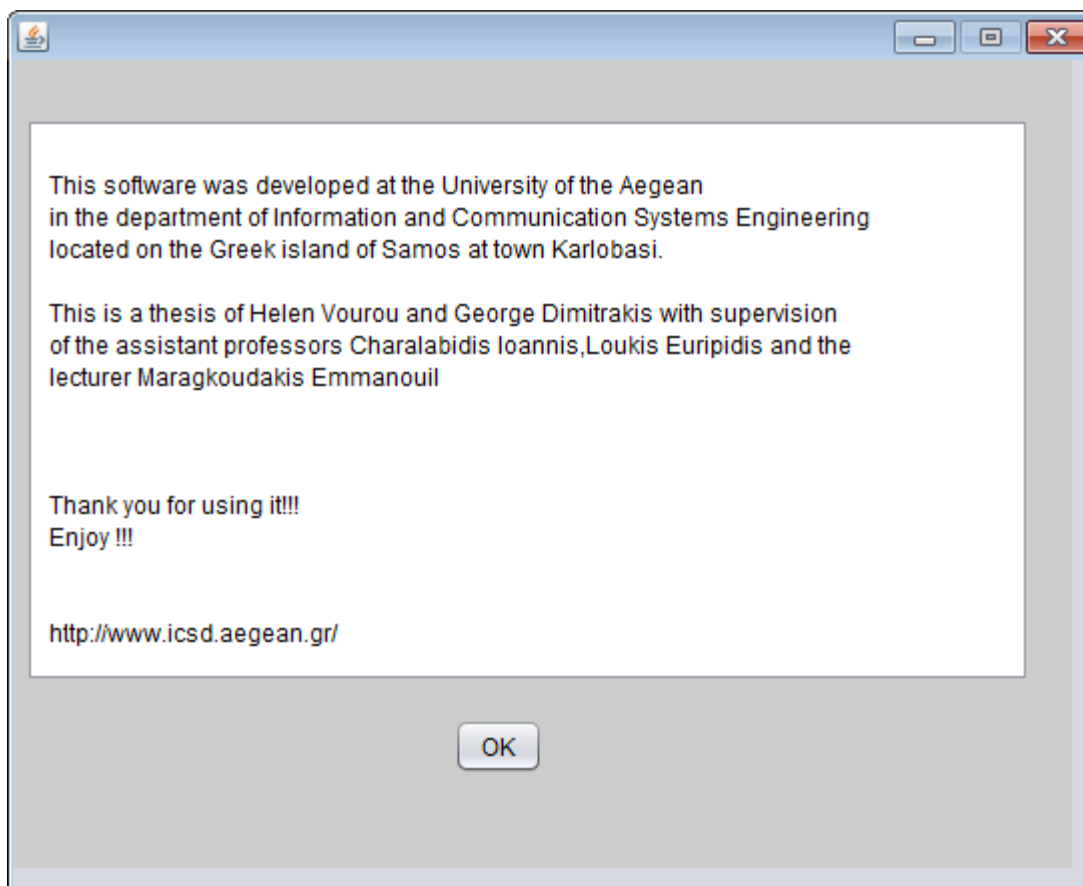 This software was developed at the University of the Aegean
in the department of Information and Communication Systems Engineering
located on the Greek island of Samos at town Karlobasi.
This is a thesis of Helen Vourou and George Dimitrakis with supervision
of the assistant professors Charalabidis Ioannis,Loukis Euripidis and the
lecturer Maragkoudakis Emmanouil
Thank you for using it!!!
Enjoy !!!
http://www.icsd.aegean.gr/
OK